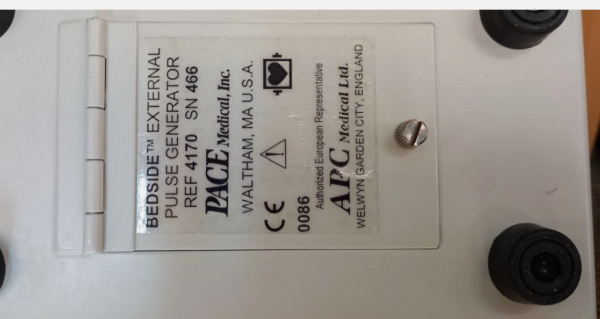 BEDSIDE™ EXTERNAL
PULSE GENERATOR
REF 4170 SN 466
PACE Medical, Inc.
WALTHAM, MA U.S.A.
CE
0086
Authorized European Representative
APC Medical Ltd.
WELWYN GARDEN CITY, ENGLAND